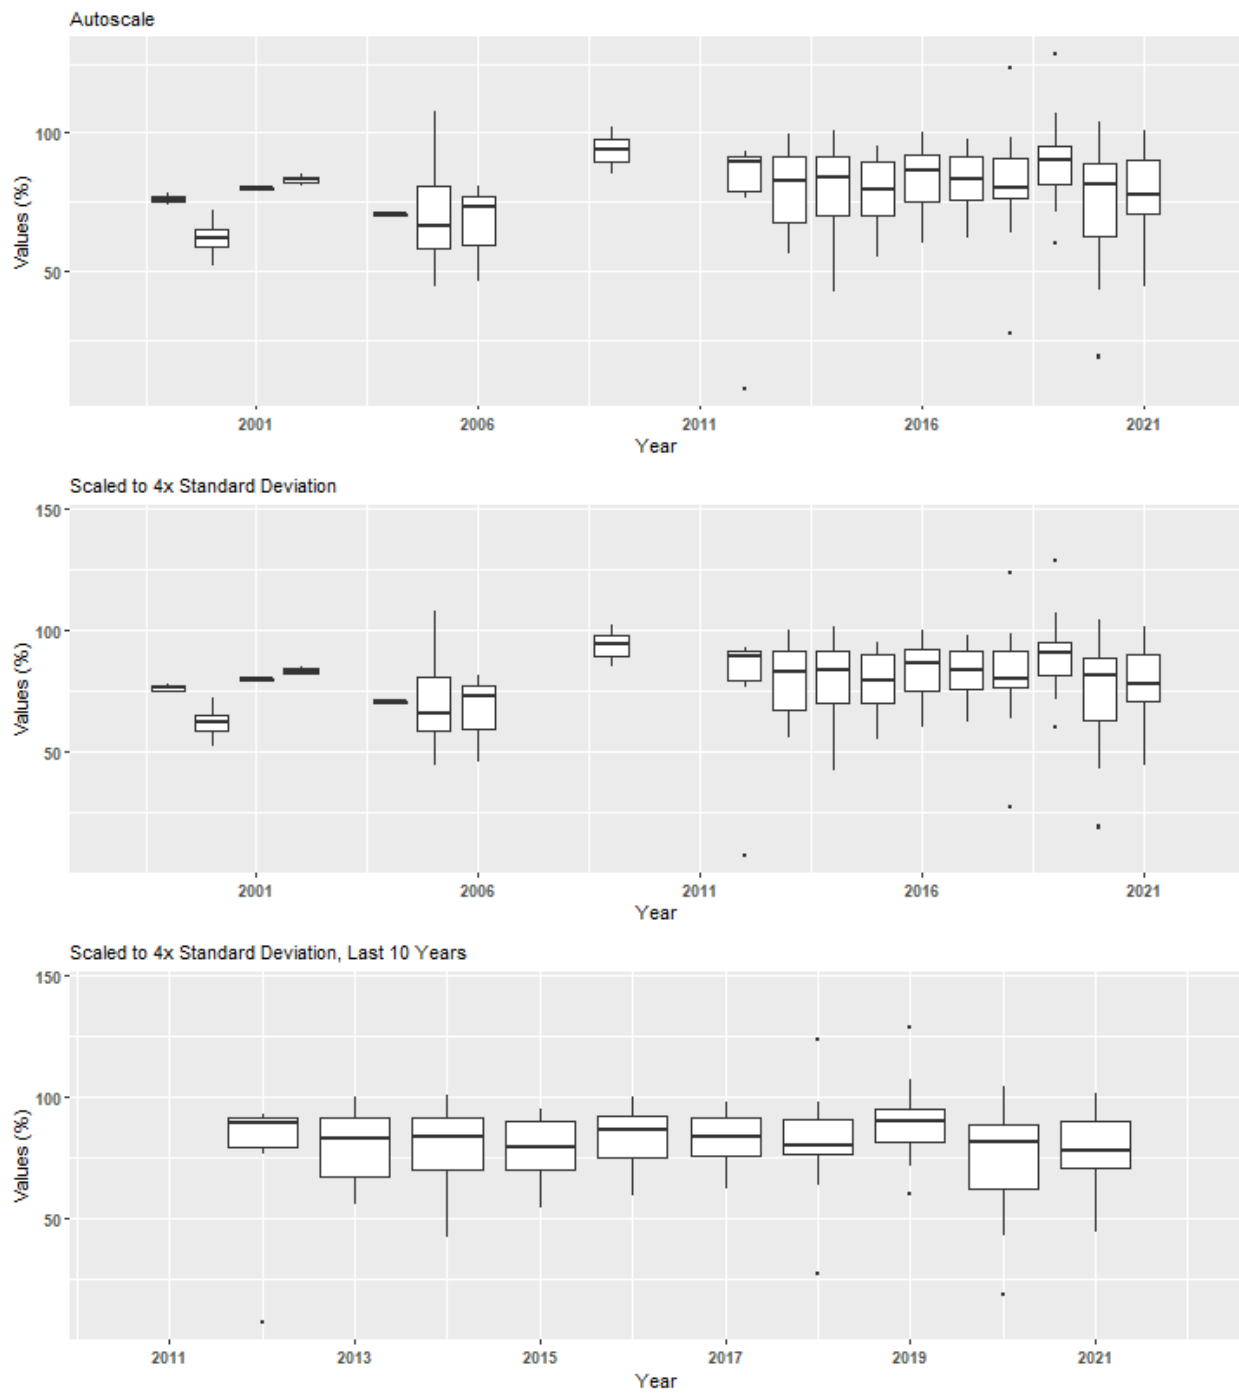 Autoscale
100
50
Values (%)
2001 2006 2011 2016 2021
Year
Scaled to 4x Standard Deviation
150
100
50
Values (%)
2001 2006 2011 2016 2021
Year
Scaled to 4x Standard Deviation, Last 10 Years
150
100
50
Values (%)
2011 2013 2015 2017 2019 2021
Year